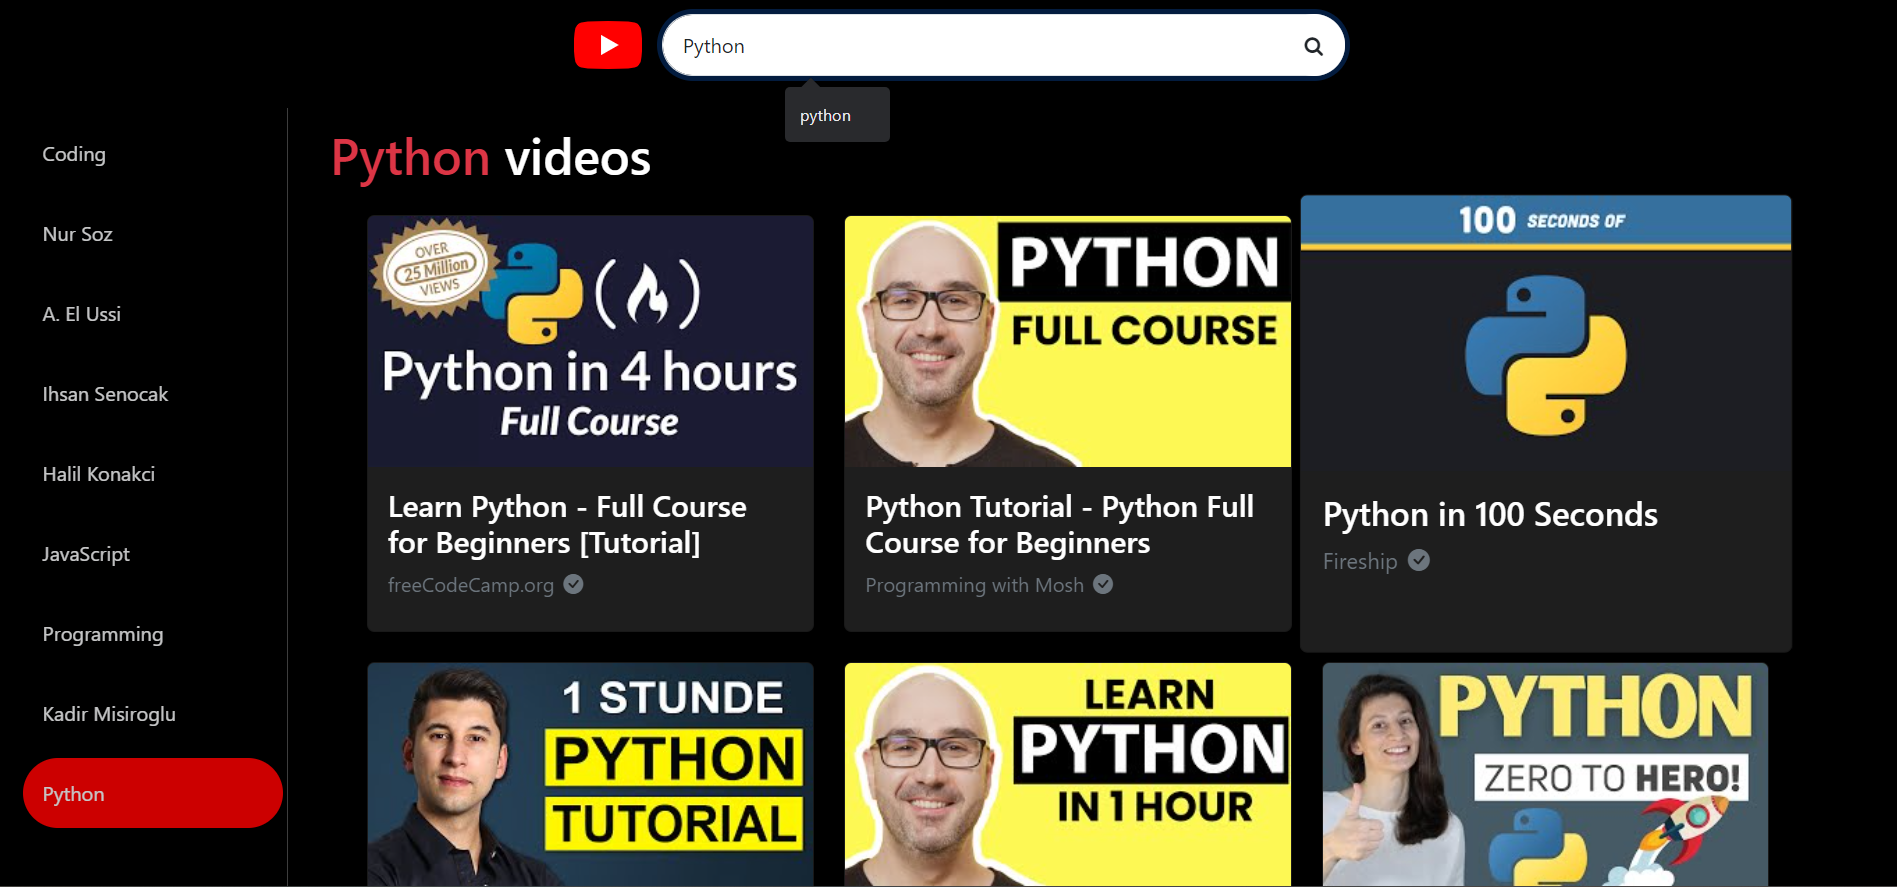 Python
python
Coding
Nur Soz
A. El Ussi
Ihsan Senocak
Halil Konakci
JavaScript
Programming
Kadir Misiroglu
Python
Python videos
OVER
25 Million
VIEWS
Python in 4 hours
Full Course
Learn Python - Full Course
for Beginners [Tutorial]
freeCodeCamp.org
PYTHON
FULL COURSE
Python Tutorial - Python Full
Course for Beginners
Programming with Mosh
100 SECONDS OF
Python in 100 Seconds
Fireship
1 STUNDE
PYTHON
TUTORIAL
LEARN
PYTHON
IN 1 HOUR
PYTHON
ZERO TO HERO!